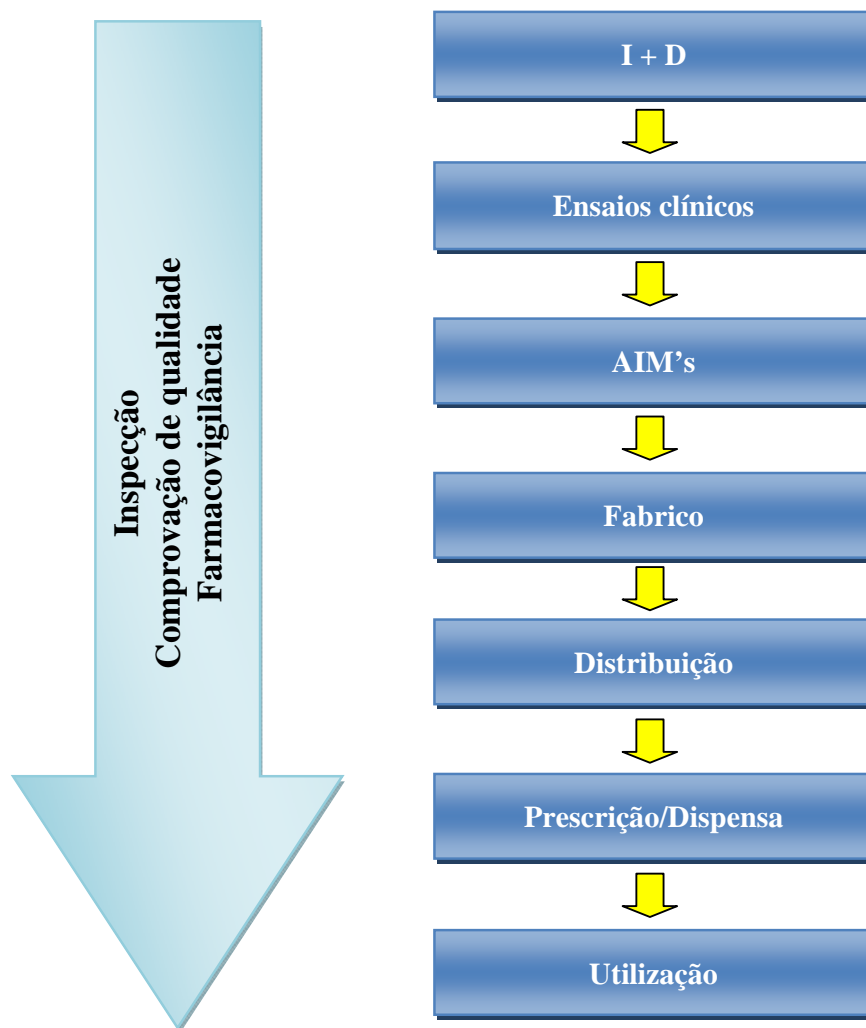 Inspecção
Comprovação de qualidade
Farmacovigilância
I + D
Ensaios clínicos
AIM’s
Fabrico
Distribuição
Prescrição/Dispensa
Utilização